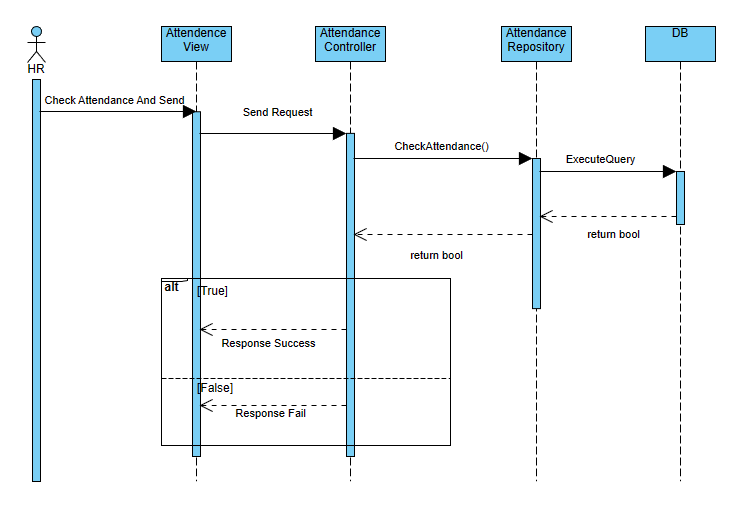 Attendence
View
Attendance
Controller
Attendance
Repository
DB
HR
Check Attendance And Send
Send Request
CheckAttendance()
ExecuteQuery
return bool
return bool
alt
[True]
Response Success
[False]
Response Fail